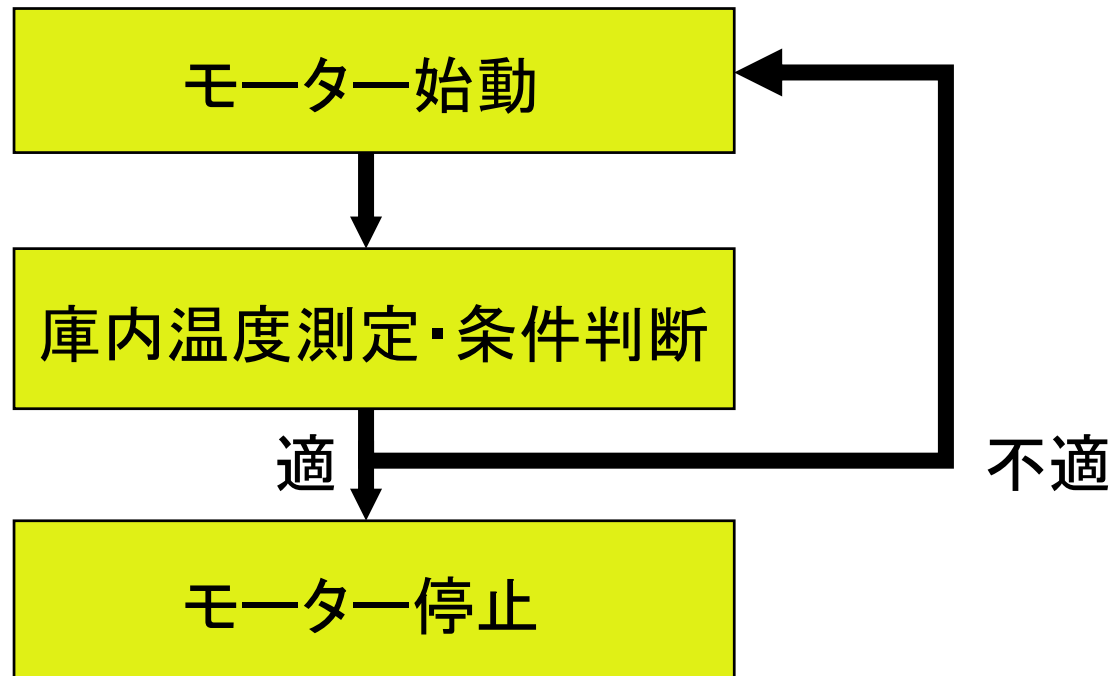 モーター始動
庫内温度測定・条件判断
適
不適
モーター停止